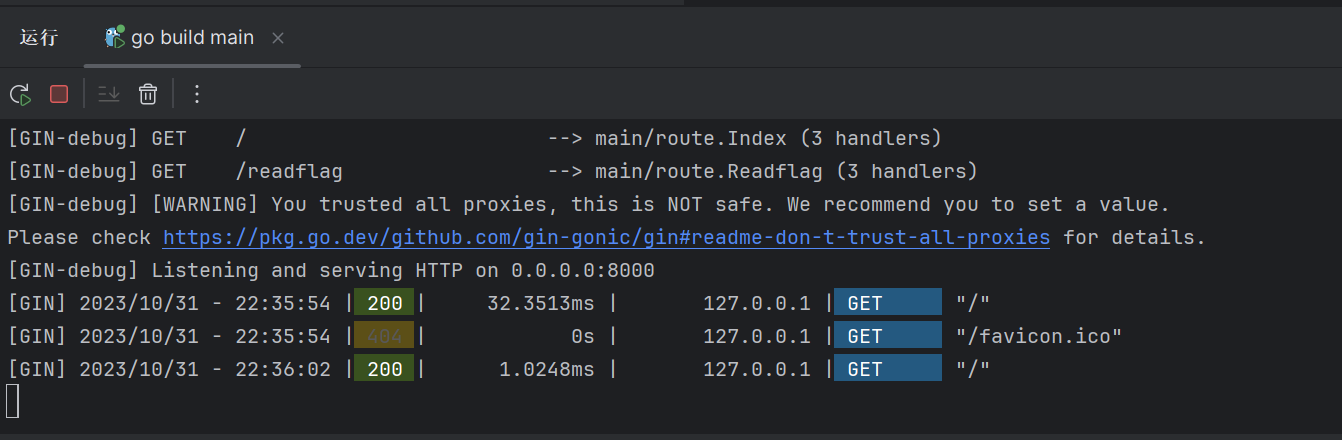 运行 go build main
[GIN-debug] GET    /                         --> main/route.Index (3 handlers)
[GIN-debug] GET    /readflag                 --> main/route.Readflag (3 handlers)
[GIN-debug] [WARNING] You trusted all proxies, this is NOT safe. We recommend you to set a value.
Please check https://pkg.go.dev/github.com/gin-gonic/gin#readme-don-t-trust-all-proxies for details.
[GIN-debug] Listening and serving HTTP on 0.0.0.0:8000
[GIN] 2023/10/31 - 22:35:54 | 200 |     32.3513ms |       127.0.0.1 | GET      "/"
[GIN] 2023/10/31 - 22:35:54 | 404 |            0s |       127.0.0.1 | GET      "/favicon.ico"
[GIN] 2023/10/31 - 22:36:02 | 200 |      1.0248ms |       127.0.0.1 | GET      "/"